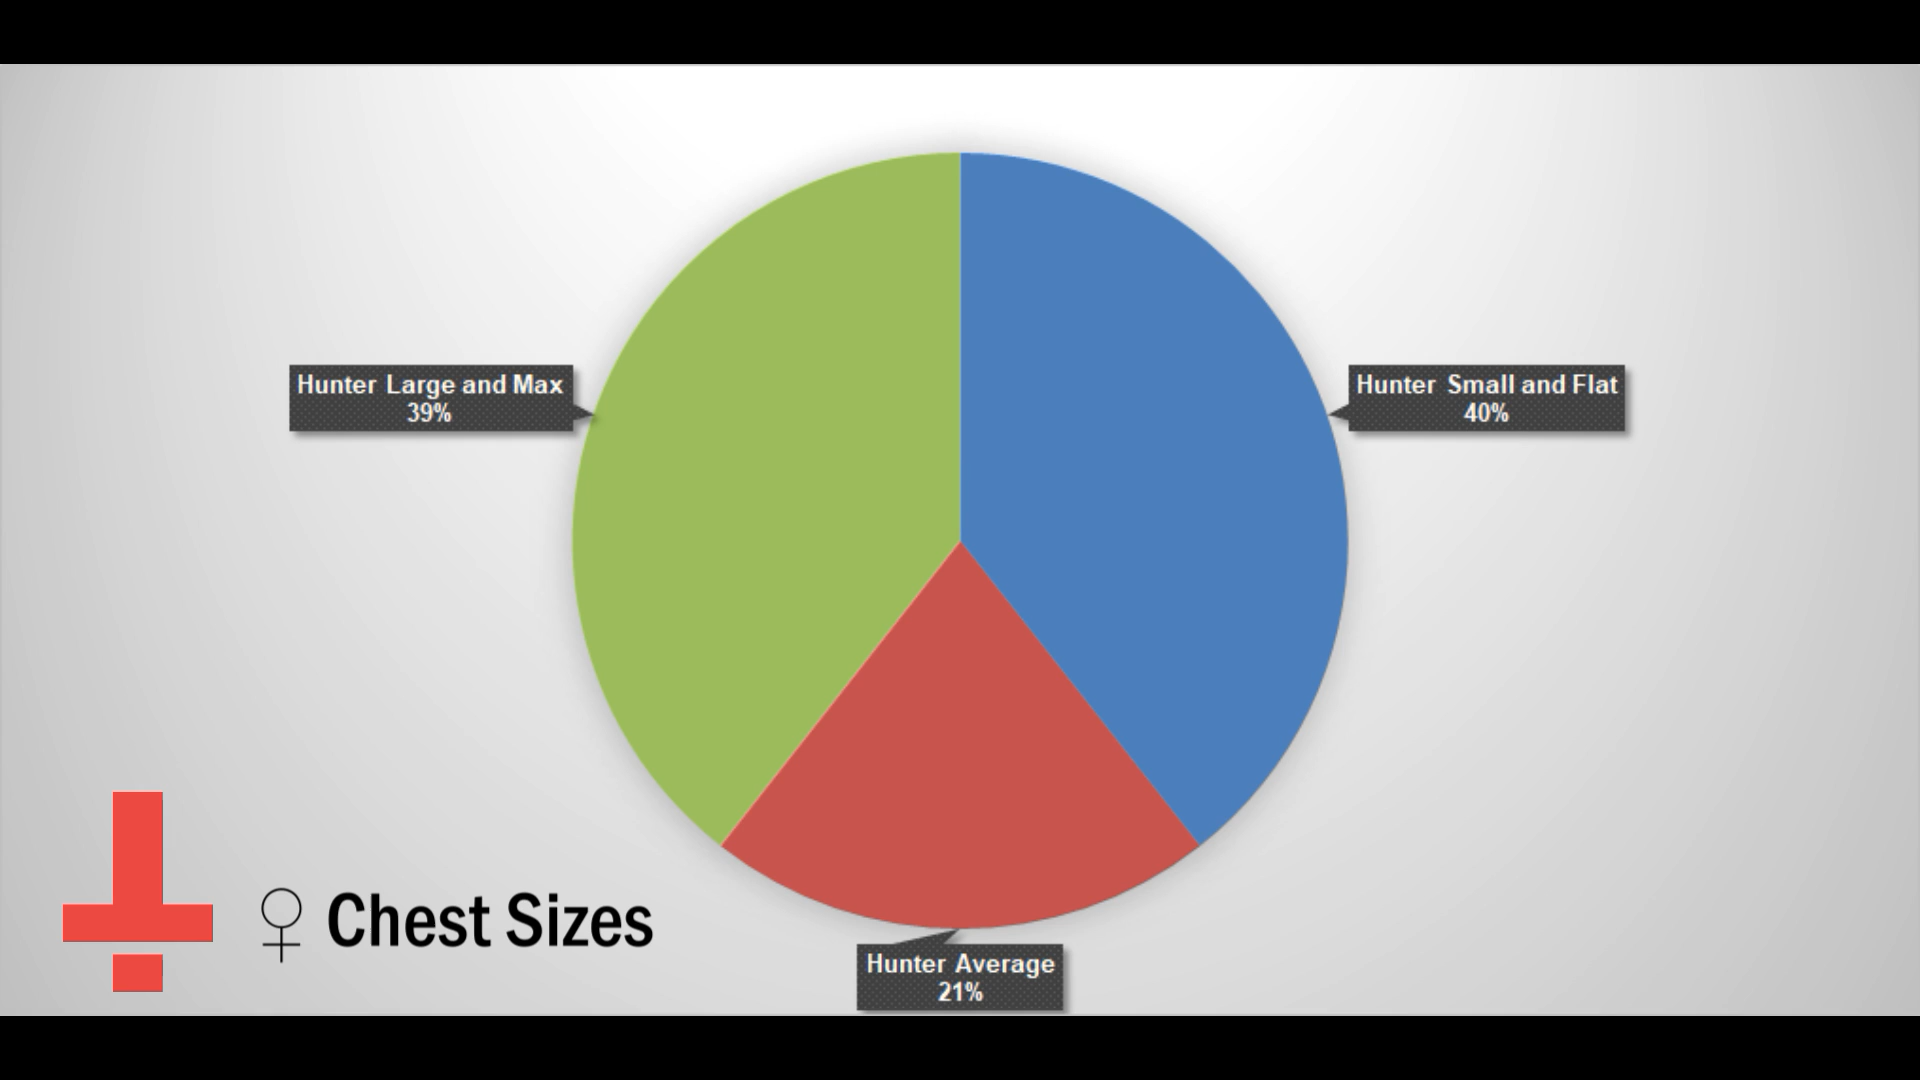 Hunter Large and Max
39%
Hunter Small and Flat
40%
♀ Chest Sizes
Hunter Average
21%